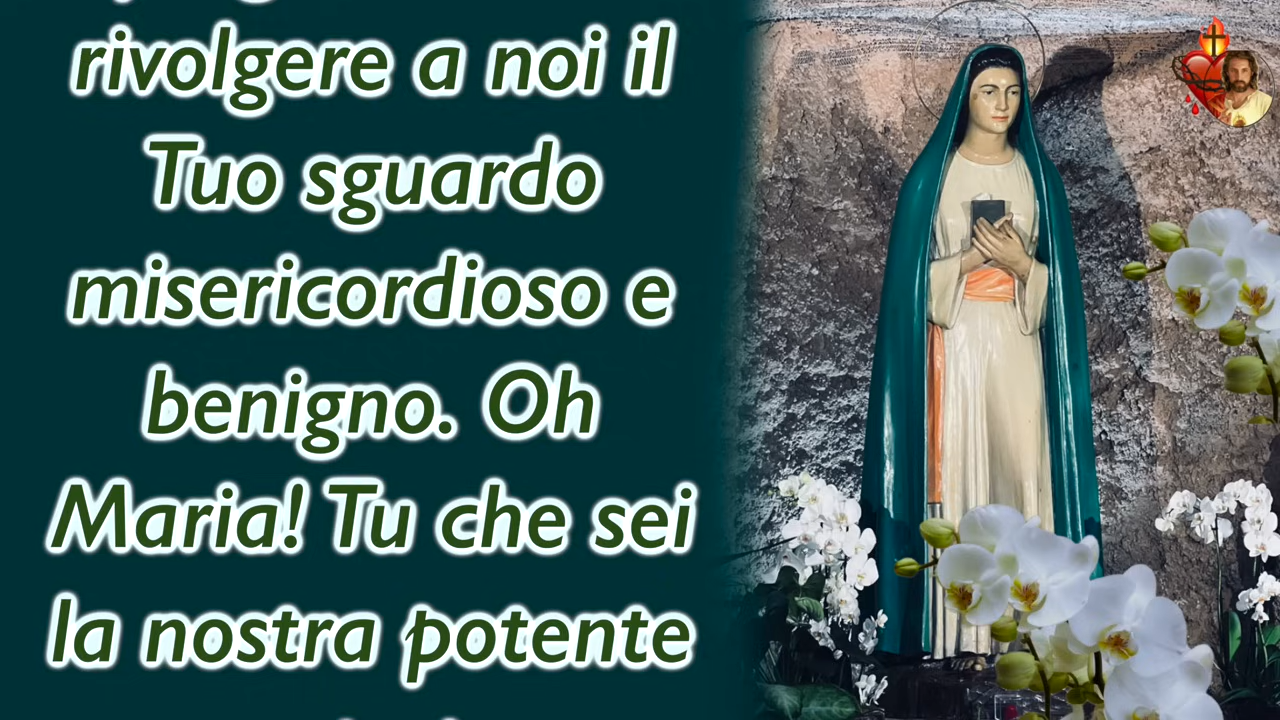 rivolgere a noi il
Tuo sguardo
misericordioso e
benigno. Oh
Maria! Tu che sei
la nostra potente